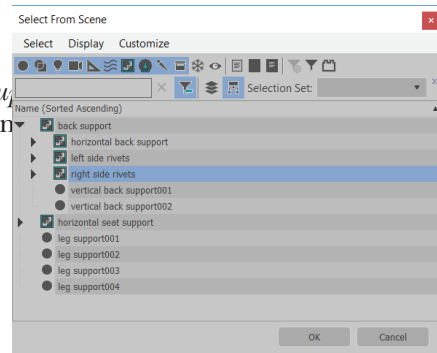 Select From Scene
Select Display Customize
Selection Set:
Name (Sorted Ascending)
back support
horizontal back support
left side rivets
right side rivets
vertical back support001
vertical back support002
horizontal seat support
leg support001
leg support002
leg support003
leg support004
OK Cancel